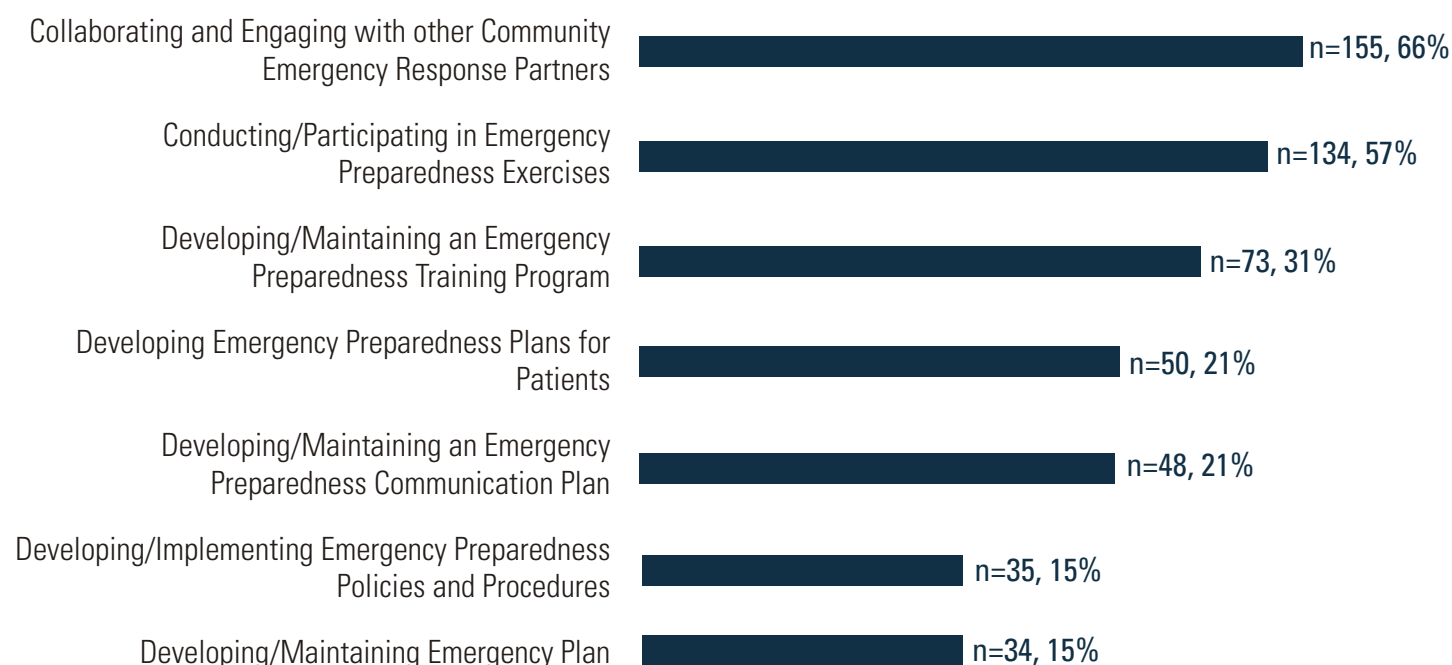 Collaborating and Engaging with other Community
Emergency Response Partners
n=155, 66%
Conducting/Participating in Emergency
Preparedness Exercises
n=134, 57%
Developing/Maintaining an Emergency
Preparedness Training Program
n=73, 31%
Developing Emergency Preparedness Plans for
Patients
n=50, 21%
Developing/Maintaining an Emergency
Preparedness Communication Plan
n=48, 21%
Developing/Implementing Emergency Preparedness
Policies and Procedures
n=35, 15%
Developing/Maintaining Emergency Plan
n=34, 15%